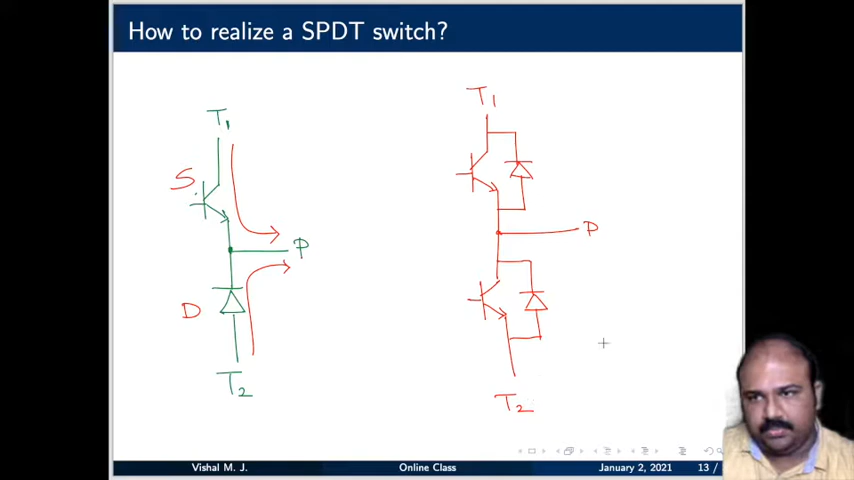 How to realize a SPDT switch?
T1
T1
S
P
P
D
T2
T2
Vishal M. J.
Online Class
January 2, 2021
13 /